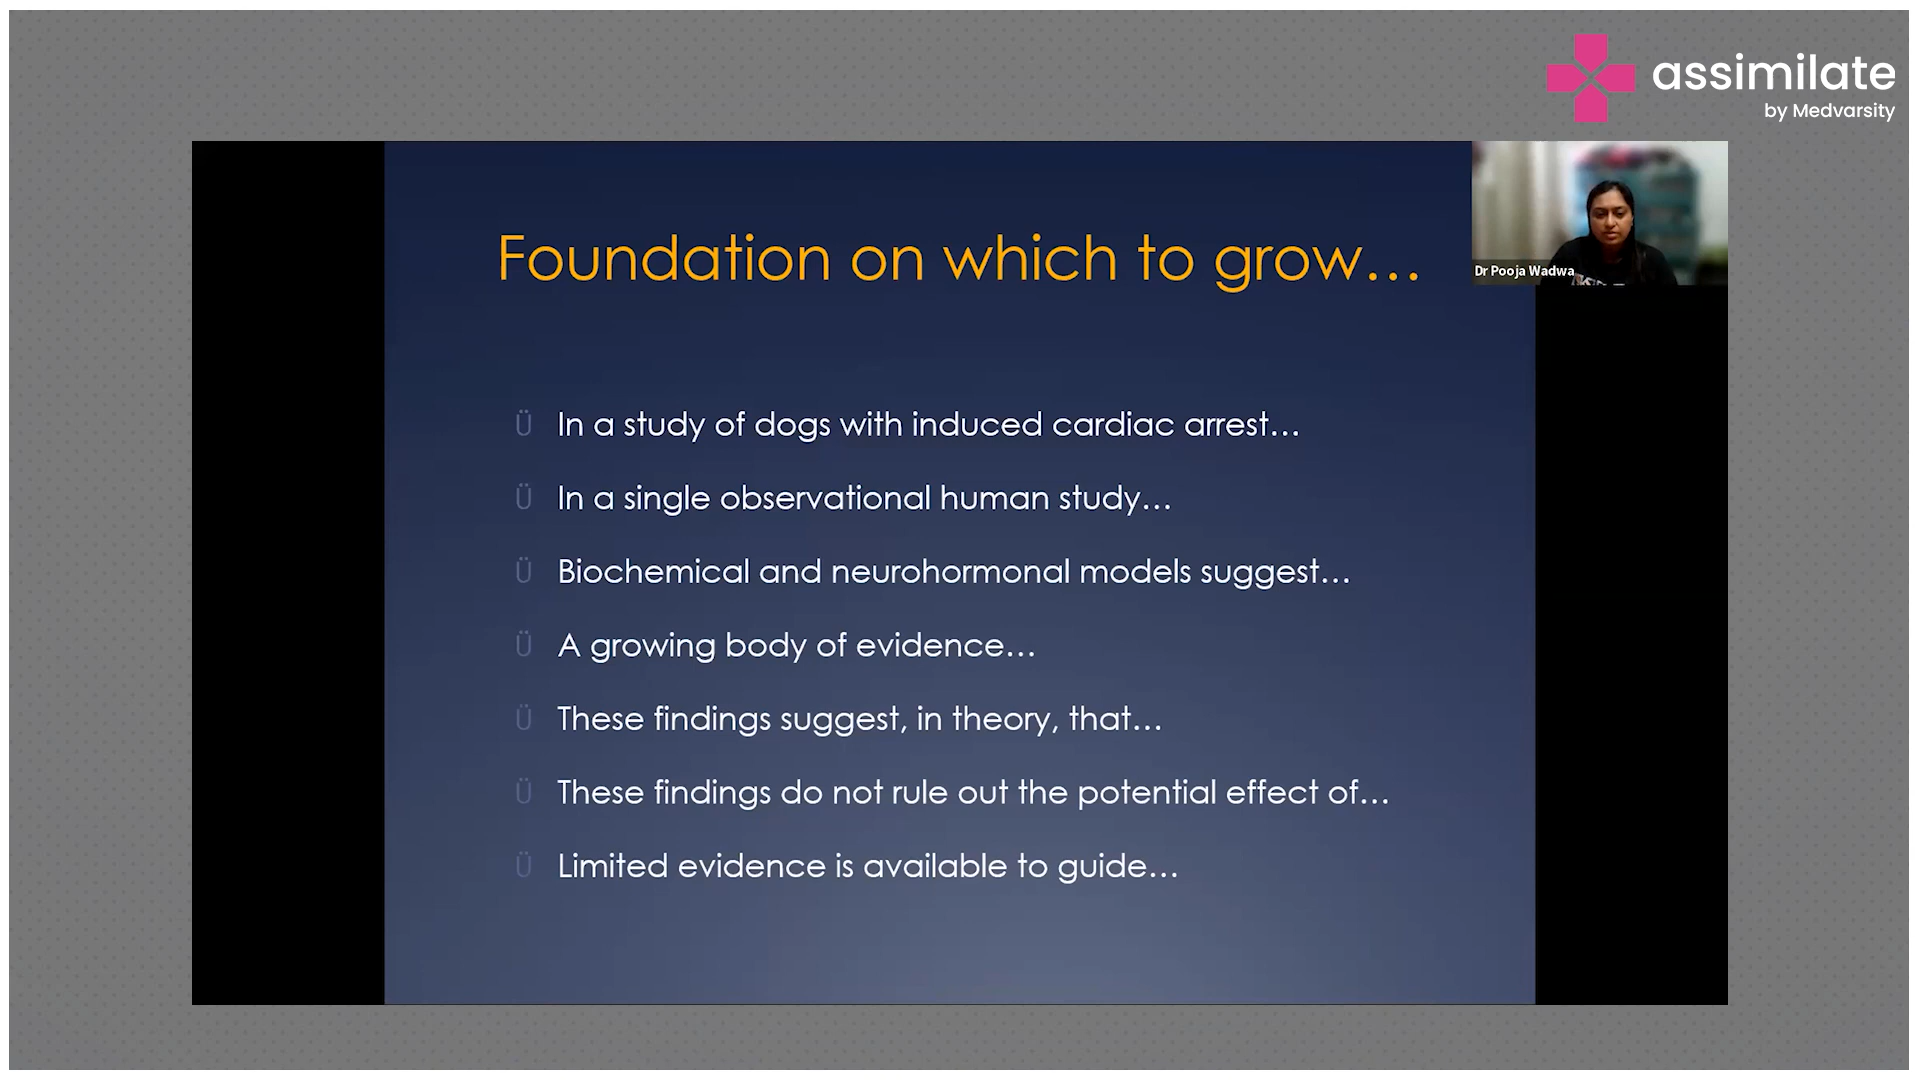 assimilate
by Medvarsity
Dr Pooja Wadwa
Foundation on which to grow...
Ü In a study of dogs with induced cardiac arrest...
Ü In a single observational human study...
Ü Biochemical and neurohormonal models suggest...
Ü A growing body of evidence...
Ü These findings suggest, in theory, that...
Ü These findings do not rule out the potential effect of...
Ü Limited evidence is available to guide...